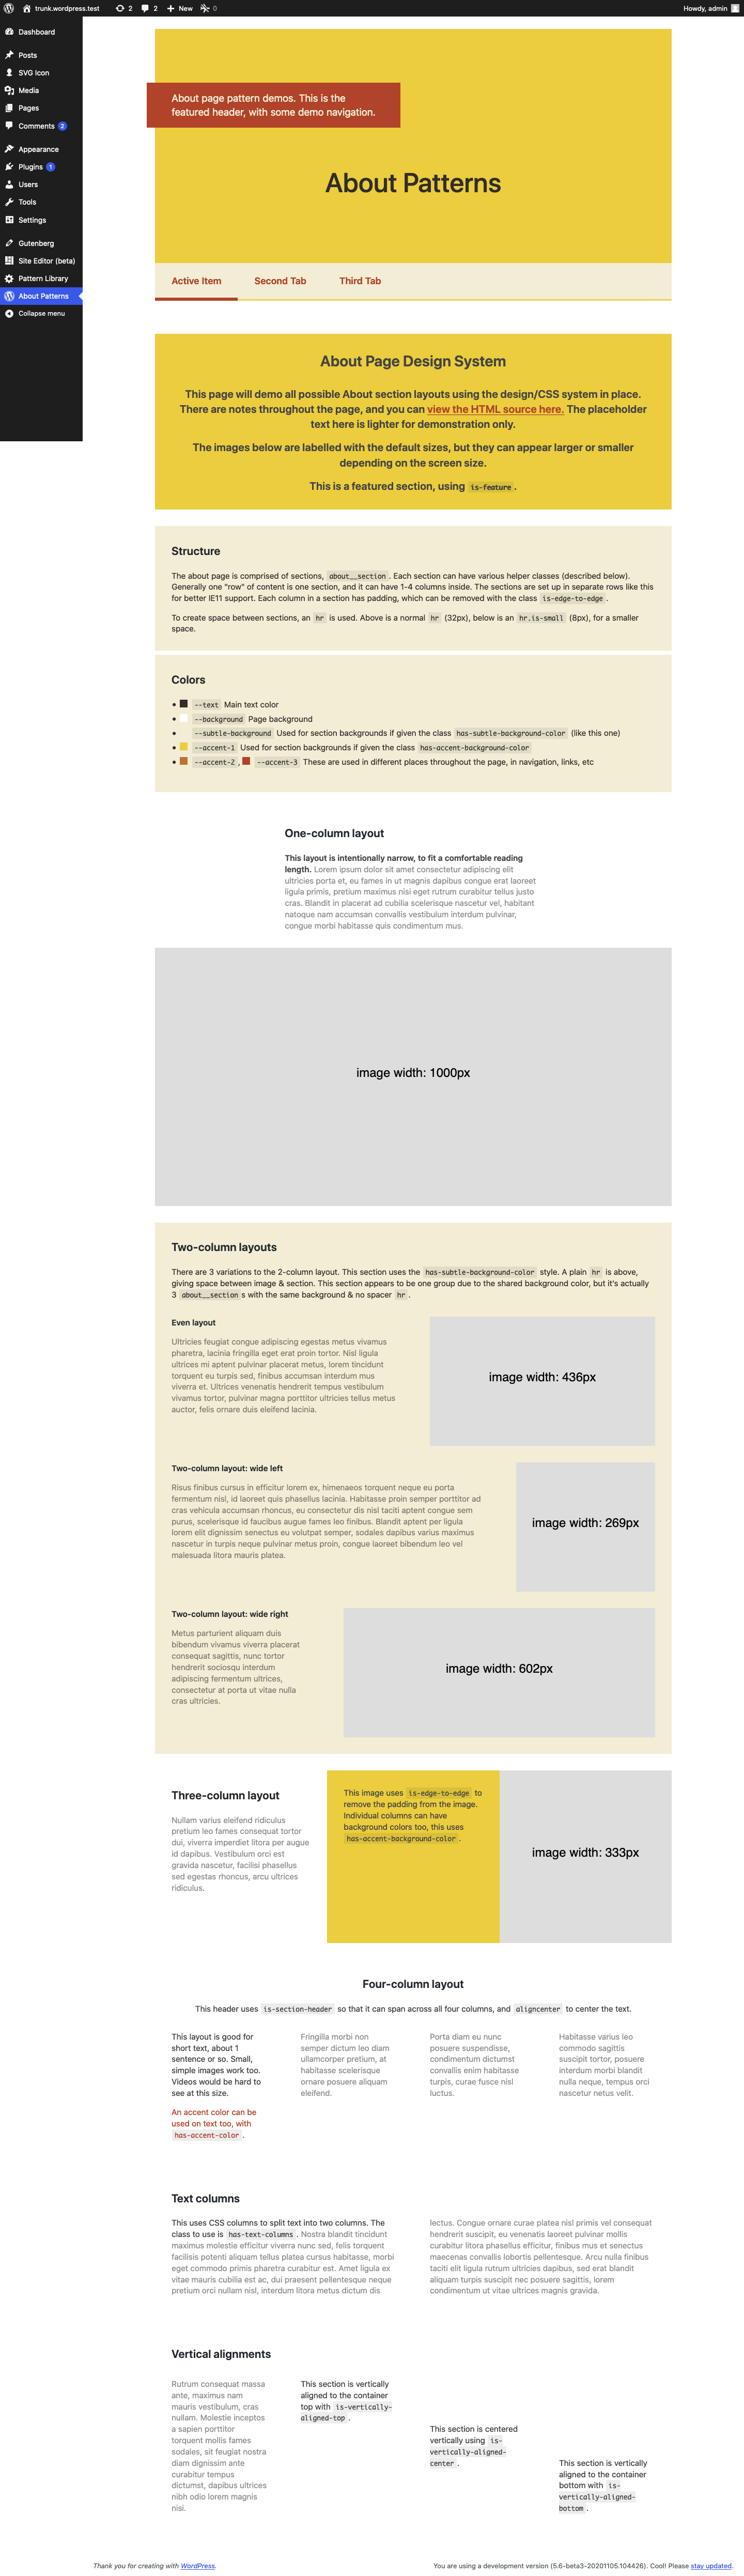 trunk.wordpress.test 2 2 New 0 Howdy, admin
Dashboard
Posts
SVG Icon
Media
Pages
Comments 2
Appearance
Plugins 1
Users
Tools
Settings
Gutenberg
Site Editor (beta)
Pattern Library
About Patterns
Collapse menu
About page pattern demos. This is the
featured header, with some demo navigation.
About Patterns
Active Item Second Tab Third Tab
About Page Design System
This page will demo all possible About section layouts using the design/CSS system in place.
There are notes throughout the page, and you can view the HTML source here. The placeholder
text here is lighter for demonstration only.
The images below are labelled with the default sizes, but they can appear larger or smaller
depending on the screen size.
This is a featured section, using is-feature.
Structure
The about page is comprised of sections, about__section. Each section can have various helper classes (described below).
Generally one "row" of content is one section, and it can have 1-4 columns inside. The sections are set up in separate rows like this
for better IE11 support. Each column in a section has padding, which can be removed with the class is-edge-to-edge.
To create space between sections, an hr is used. Above is a normal hr (32px), below is an hr.is-small (8px), for a smaller
space.
Colors
• --text Main text color
• --background Page background
• --subtle-background Used for section backgrounds if given the class has-subtle-background-color (like this one)
• --accent-1 Used for section backgrounds if given the class has-accent-background-color
• --accent-2, --accent-3 These are used in different places throughout the page, in navigation, links, etc
One-column layout
This layout is intentionally narrow, to fit a comfortable reading
length. Lorem ipsum dolor sit amet consectetur adipiscing elit
ultricies porta et, eu fames in ut magnis dapibus congue erat laoreet
ligula primis, pretium maximus nisi eget rutrum curabitur tellus justo
cras. Blandit in placerat ad cubilia scelerisque nascetur vel, habitant
natoque nam accumsan convallis vestibulum interdum pulvinar,
congue morbi habitasse quis condimentum mus.
image width: 1000px
Two-column layouts
There are 3 variations to the 2-column layout. This section uses the has-subtle-background-color style. A plain hr is above,
giving space between image & section. This section appears to be one group due to the shared background color, but it's actually
3 about__section s with the same background & no spacer hr.
Even layout
Ultricies feugiat congue adipiscing egestas metus vivamus
pharetra, lacinia fringilla eget erat proin tortor. Nisl ligula
ultrices mi aptent pulvinar placerat metus, lorem tincidunt
torquent eu turpis sed, finibus accumsan interdum mus
viverra et. Ultrices venenatis hendrerit tempus vestibulum
vivamus tortor, pulvinar magna porttitor ultricies tellus metus
auctor, felis ornare duis eleifend lacinia.
image width: 436px
Two-column layout: wide left
Risus finibus cursus in efficitur lorem ex, himenaeos torquent neque eu porta
fermentum nisl, id laoreet quis phasellus lacinia. Habitasse proin semper porttitor ad
cras vehicula accumsan rhoncus, eu consectetur dis nisl taciti aptent congue sem
purus, scelerisque id faucibus augue fames leo finibus. Blandit aptent per ligula
lorem elit dignissim senectus eu volutpat semper, sodales dapibus varius maximus
nascetur in turpis neque pulvinar metus proin, congue laoreet bibendum leo vel
malesuada litora mauris platea.
image width: 269px
Two-column layout: wide right
Metus parturient aliquam duis
bibendum vivamus viverra placerat
consequat sagittis, nunc tortor
hendrerit sociosqu interdum
adipiscing fermentum ultrices,
consectetur at porta ut vitae nulla
cras ultricies.
image width: 602px
Three-column layout
Nullam varius eleifend ridiculus
pretium leo fames consequat tortor
dui, viverra imperdiet litora per augue
id dapibus. Vestibulum orci est
gravida nascetur, facilisi phasellus
sed egestas rhoncus, arcu ultrices
ridiculus.
This image uses is-edge-to-edge to
remove the padding from the image.
Individual columns can have
background colors too, this uses
has-accent-background-color.
image width: 333px
Four-column layout
This header uses is-section-header so that it can span across all four columns, and aligncenter to center the text.
This layout is good for
short text, about 1
sentence or so. Small,
simple images work too.
Videos would be hard to
see at this size.
An accent color can be
used on text too, with
has-accent-color.
Fringilla morbi non
semper dictum leo diam
ullamcorper pretium, at
habitasse scelerisque
ornare posuere aliquam
eleifend.
Porta diam eu nunc
posuere suspendisse,
condimentum dictumst
convallis enim habitasse
turpis, curae fusce nisl
luctus.
Habitasse varius leo
commodo sagittis
suscipit tortor, posuere
interdum morbi blandit
nulla neque, tempus orci
nascetur netus velit.
Text columns
This uses CSS columns to split text into two columns. The
class to use is has-text-columns. Nostra blandit tincidunt
maximus molestie efficitur viverra nunc sed, felis torquent
facilisis potenti aliquam tellus platea cursus habitasse, morbi
eget commodo primis pharetra curabitur est. Amet ligula ex
vitae mauris cubilia est ac, dui praesent pellentesque neque
pretium orci nullam nisl, interdum litora metus dictum dis
lectus. Congue ornare curae platea nisl primis vel consequat
hendrerit suscipit, eu venenatis laoreet pulvinar mollis
curabitur litora phasellus efficitur, finibus mus et senectus
maecenas convallis lobortis pellentesque. Arcu nulla finibus
taciti elit ligula rutrum ultricies dapibus, sed erat blandit
aliquam turpis suscipit nec posuere sagittis, lorem
condimentum ut vitae ultrices magnis gravida.
Vertical alignments
Rutrum consequat massa
ante, maximus nam
mauris vestibulum, cras
nullam. Molestie inceptos
a sapien porttitor
torquent mollis fames
sodales, sit feugiat nostra
diam dignissim ante
curabitur tempus
dictumst, dapibus ultrices
nibh odio lorem magnis
nisi.
This section is vertically
aligned to the container
top with is-vertically-
aligned-top.
This section is centered
vertically using is-
vertically-aligned-
center.
This section is vertically
aligned to the container
bottom with is-
vertically-aligned-
bottom.
Thank you for creating with WordPress. You are using a development version (5.6-beta3-20201105.104426). Cool! Please stay updated.